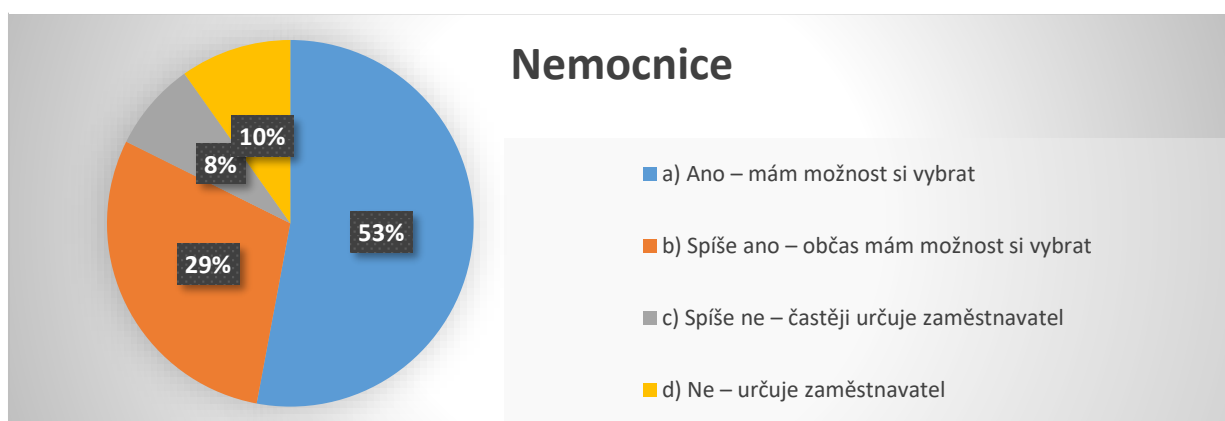 Nemocnice
10%
8%
53%
29%
a) Ano – mám možnost si vybrat
b) Spíše ano – občas mám možnost si vybrat
c) Spíše ne – častěji určuje zaměstnavatel
d) Ne – určuje zaměstnavatel